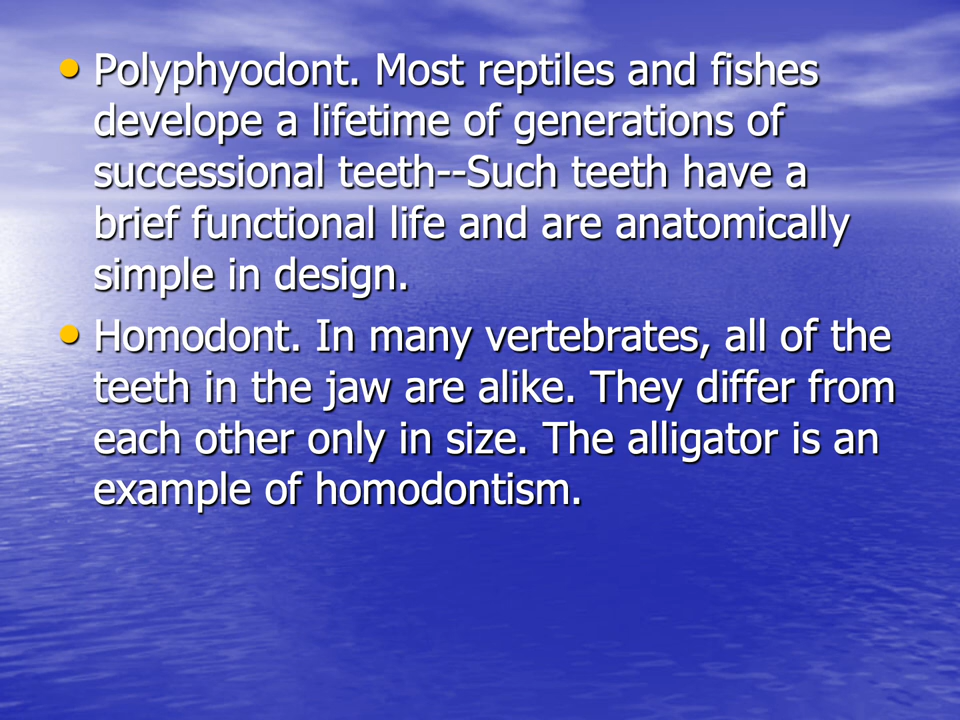 • Polyphyodont. Most reptiles and fishes
develope a lifetime of generations of
successional teeth--Such teeth have a
brief functional life and are anatomically
simple in design.
• Homodont. In many vertebrates, all of the
teeth in the jaw are alike. They differ from
each other only in size. The alligator is an
example of homodontism.